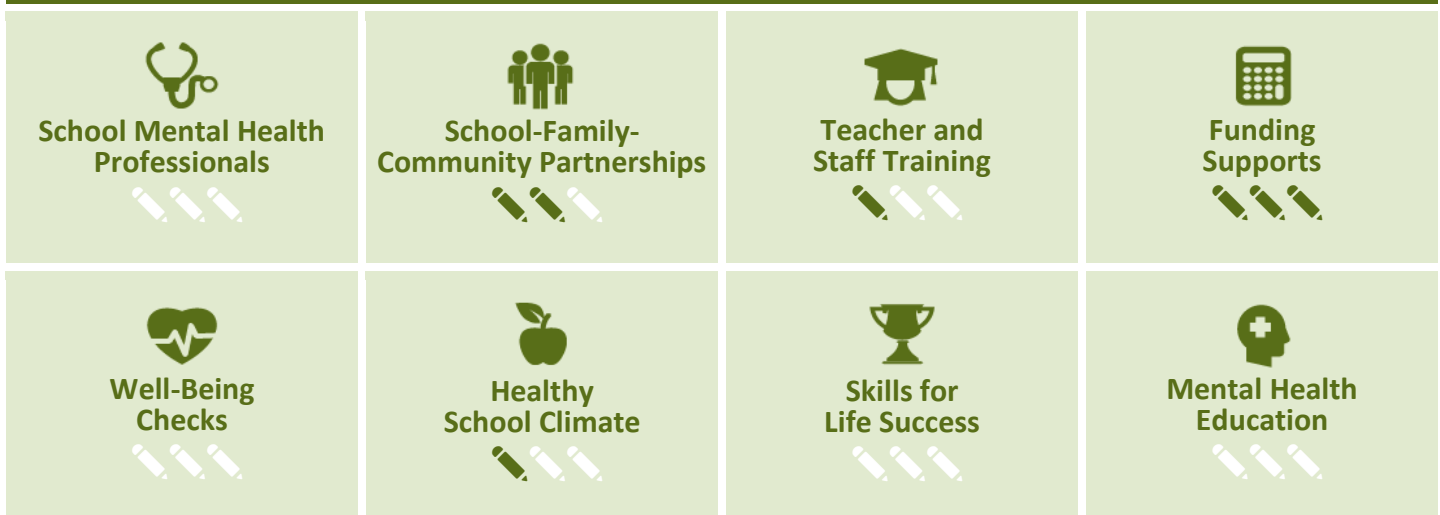 School Mental Health
Professionals
School-Family-
Community Partnerships
Teacher and
Staff Training
Funding
Supports
Well-Being
Checks
Healthy
School Climate
Skills for
Life Success
Mental Health
Education